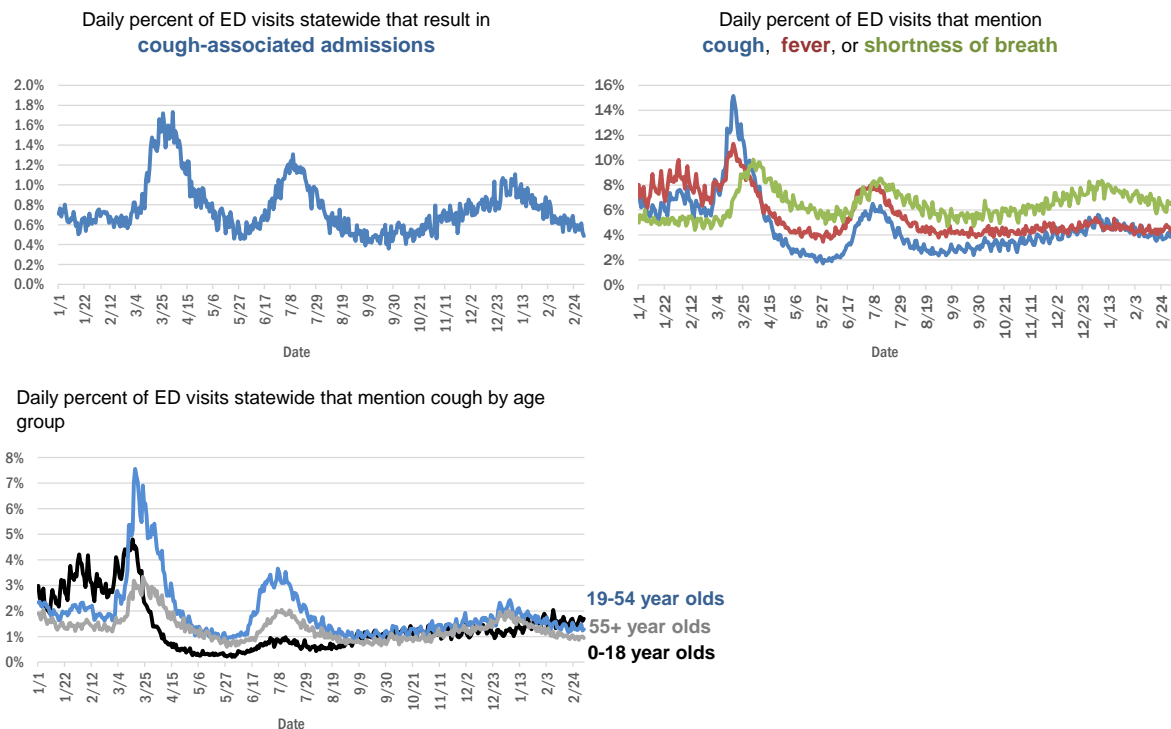 Daily percent of ED visits statewide that result in
cough-associated admissions
2.0%
1.8%
1.6%
1.4%
1.2%
1.0%
0.8%
0.6%
0.4%
0.2%
0.0%
1/1 1/22 2/12 3/4 3/25 4/15 5/6 5/27 6/17 7/8 7/29 8/19 9/9 9/30 10/21 11/11 12/2 12/23 1/13 2/3 2/24
Date
Daily percent of ED visits that mention
cough, fever, or shortness of breath
16%
14%
12%
10%
8%
6%
4%
2%
0%
1/1 1/22 2/12 3/4 3/25 4/15 5/6 5/27 6/17 7/8 7/29 8/19 9/9 9/30 10/21 11/11 12/2 12/23 1/13 2/3 2/24
Date
Daily percent of ED visits statewide that mention cough by age
group
8%
7%
6%
5%
4%
3%
2%
1%
0%
1/1 1/22 2/12 3/4 3/25 4/15 5/6 5/27 6/17 7/8 7/29 8/19 9/9 9/30 10/21 11/11 12/2 12/23 1/13 2/3 2/24
Date
19-54 year olds
55+ year olds
0-18 year olds